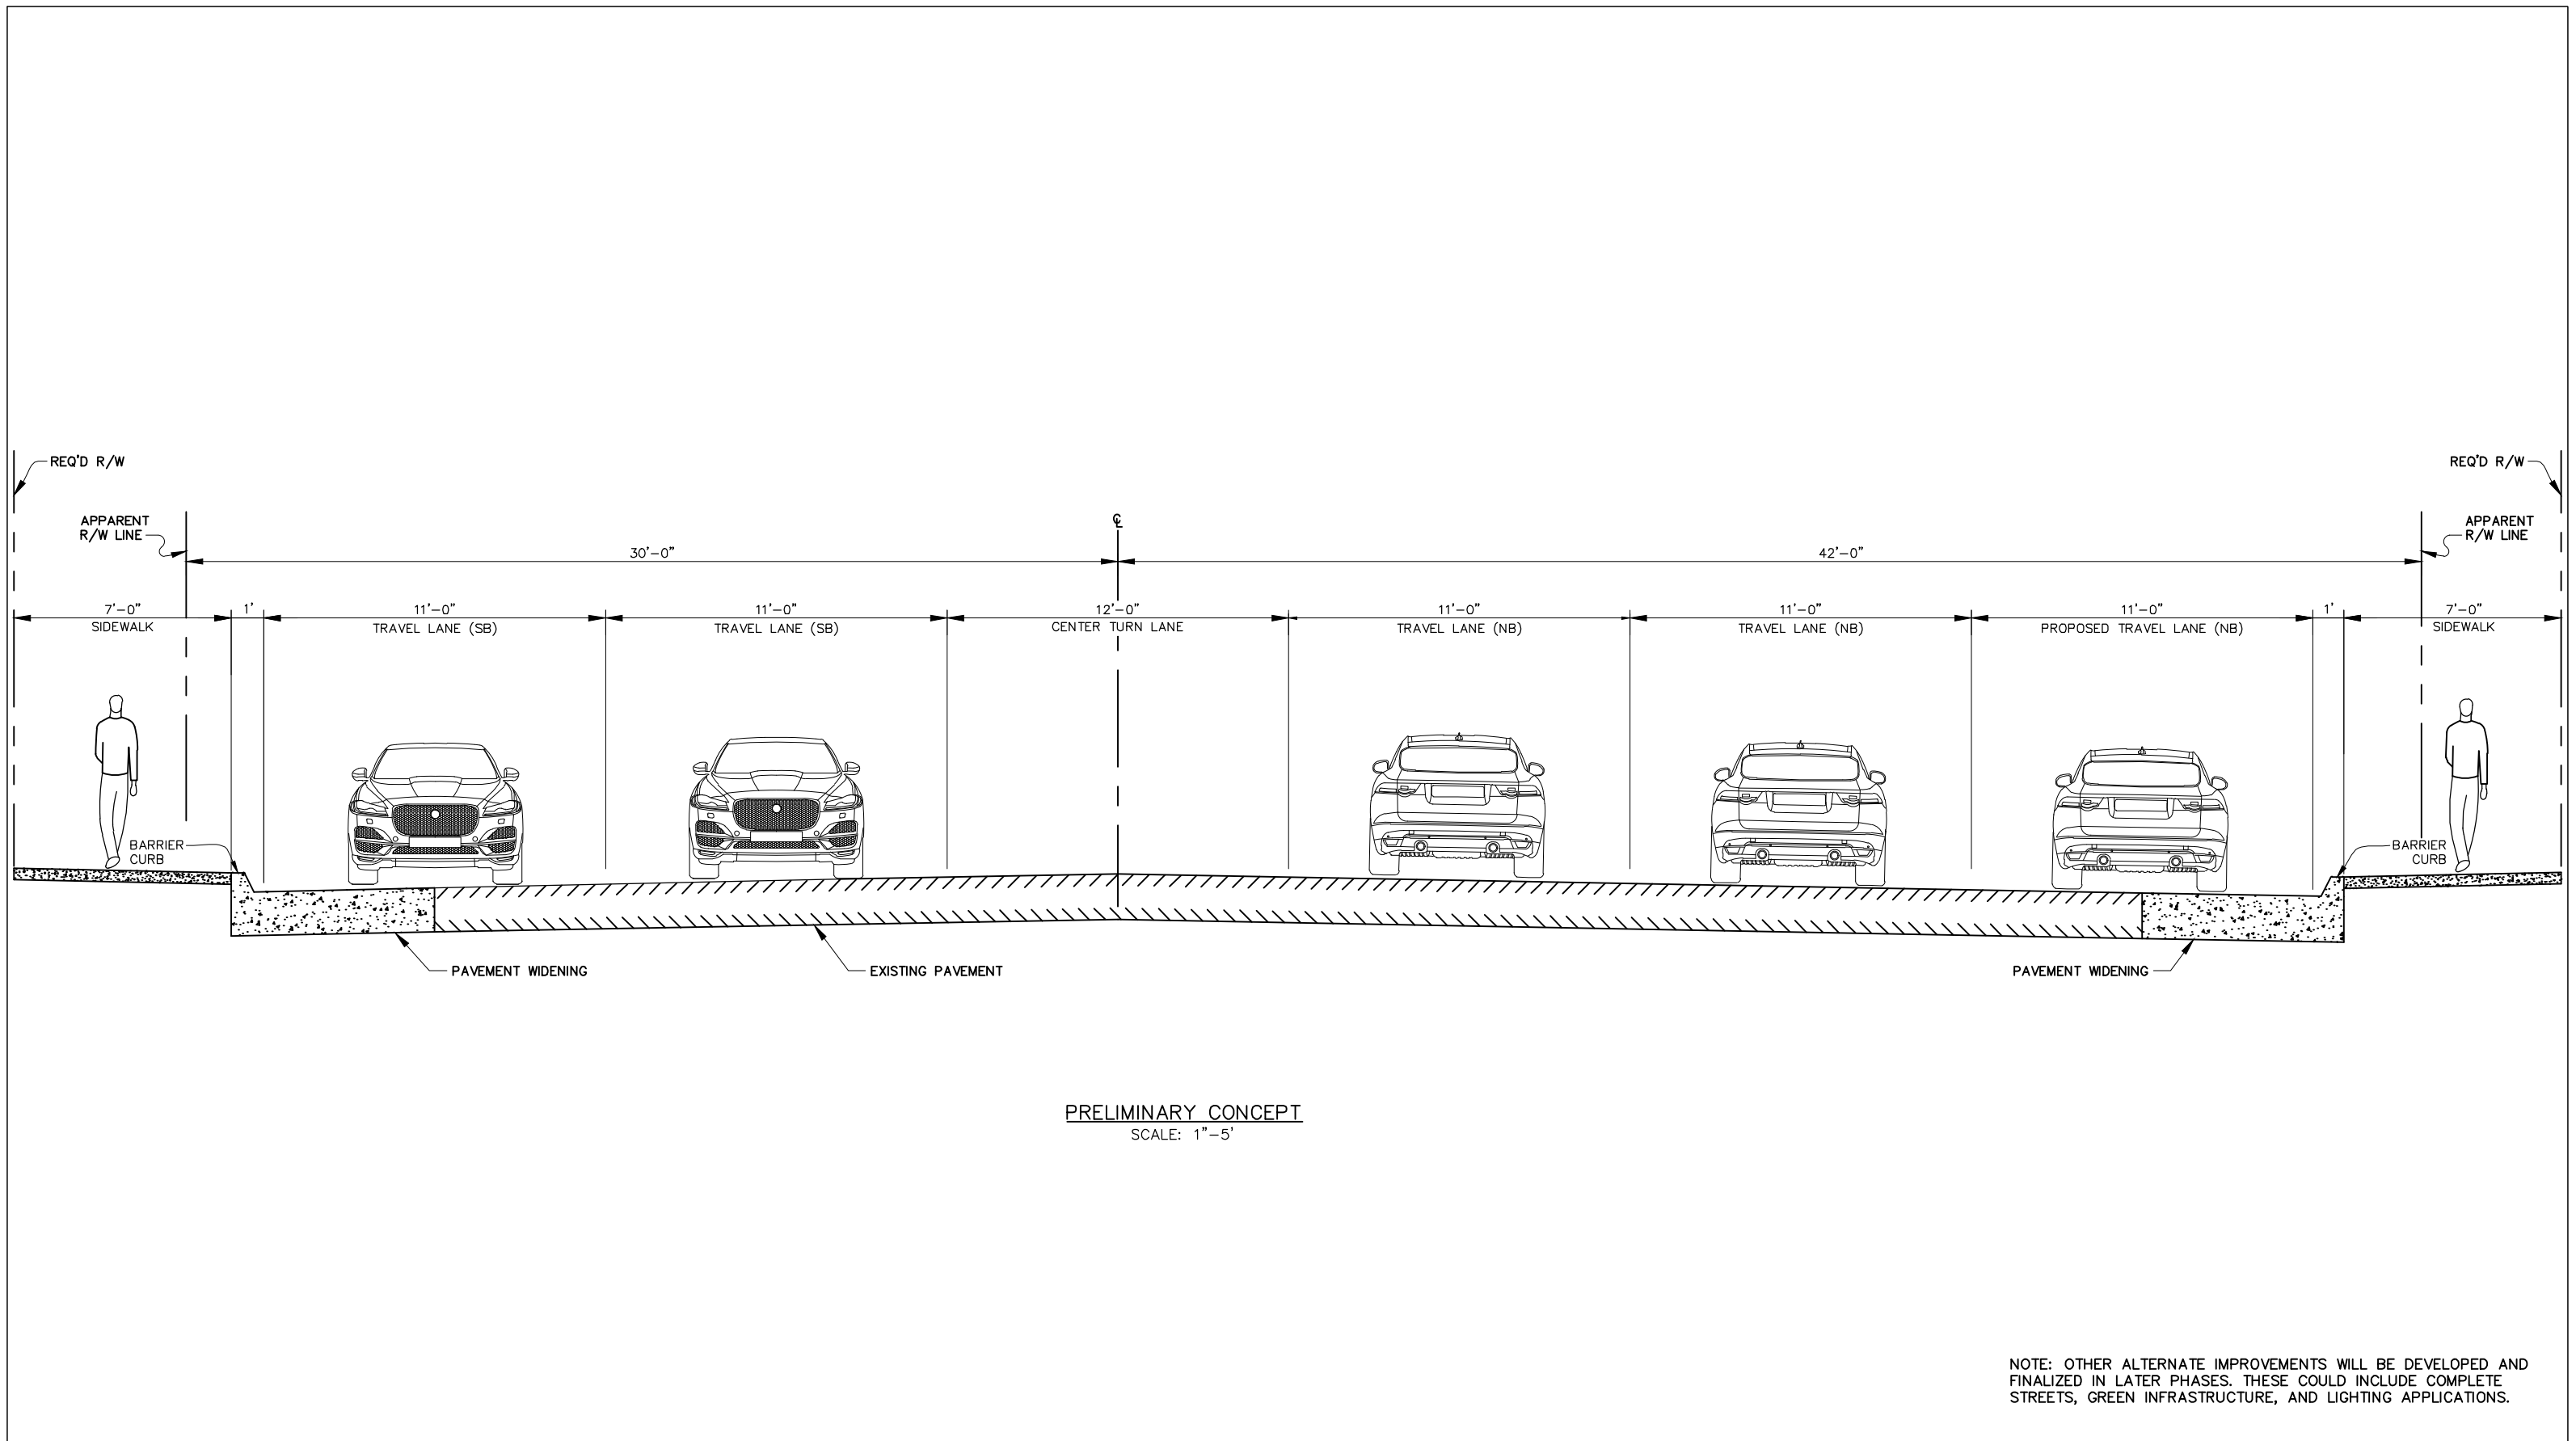 REQ'D R/W
REQ'D R/W
APPARENT
R/W LINE
℄
APPARENT
R/W LINE
30'-0"
42'-0"
7'-0"
SIDEWALK
1'
11'-0"
TRAVEL LANE (SB)
11'-0"
TRAVEL LANE (SB)
12'-0"
CENTER TURN LANE
11'-0"
TRAVEL LANE (NB)
11'-0"
TRAVEL LANE (NB)
11'-0"
PROPOSED TRAVEL LANE (NB)
1'
7'-0"
SIDEWALK
BARRIER
CURB
BARRIER
CURB
PAVEMENT WIDENING
EXISTING PAVEMENT
PAVEMENT WIDENING
PRELIMINARY CONCEPT
SCALE: 1"-5'
NOTE: OTHER ALTERNATE IMPROVEMENTS WILL BE DEVELOPED AND
FINALIZED IN LATER PHASES. THESE COULD INCLUDE COMPLETE
STREETS, GREEN INFRASTRUCTURE, AND LIGHTING APPLICATIONS.